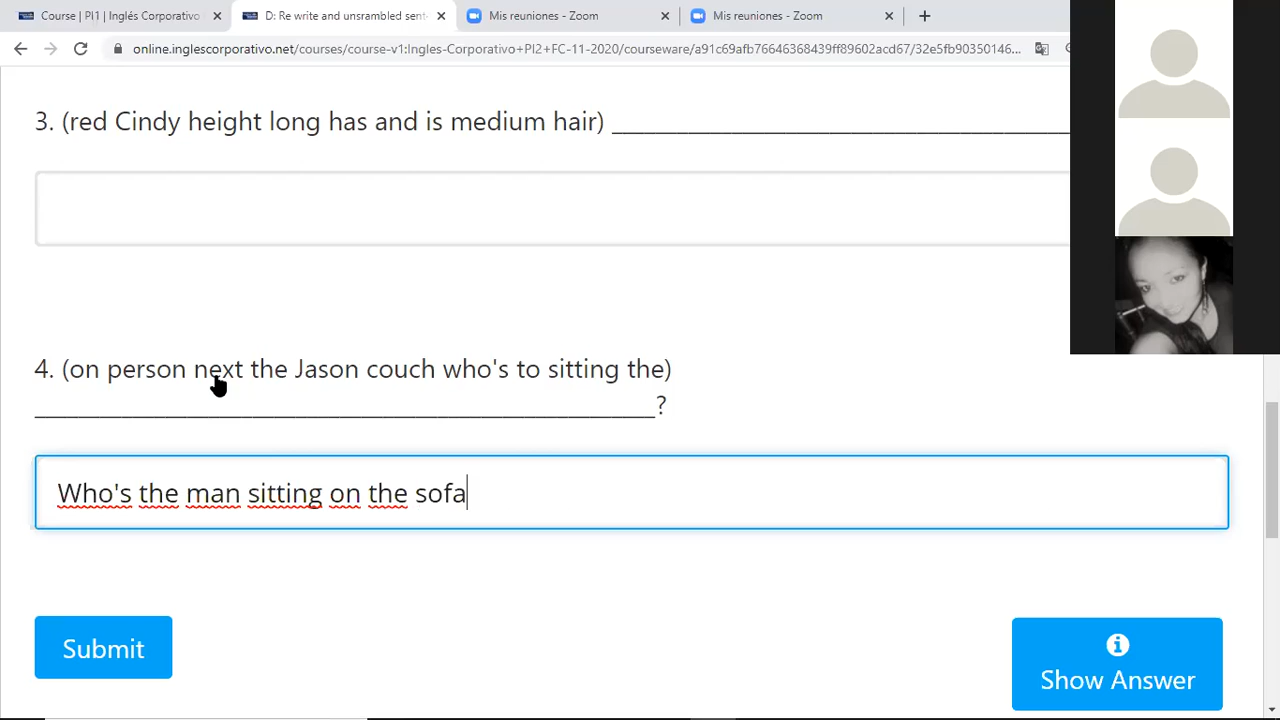 Course | PI1 | Inglés Corporativo
D: Re write and unsrambled sent
Mis reuniones - Zoom
Mis reuniones - Zoom
online.inglescorporativo.net/courses/course-v1:Ingles-Corporativo+PI2+FC-11-2020/courseware/a91c69afb76646368439ff89602acd67/32e5fb90350146...
3. (red Cindy height long has and is medium hair) ___________________________________
4. (on person next the Jason couch who's to sitting the)
_______________________________________________?
Who's the man sitting on the sofa
Submit
Show Answer